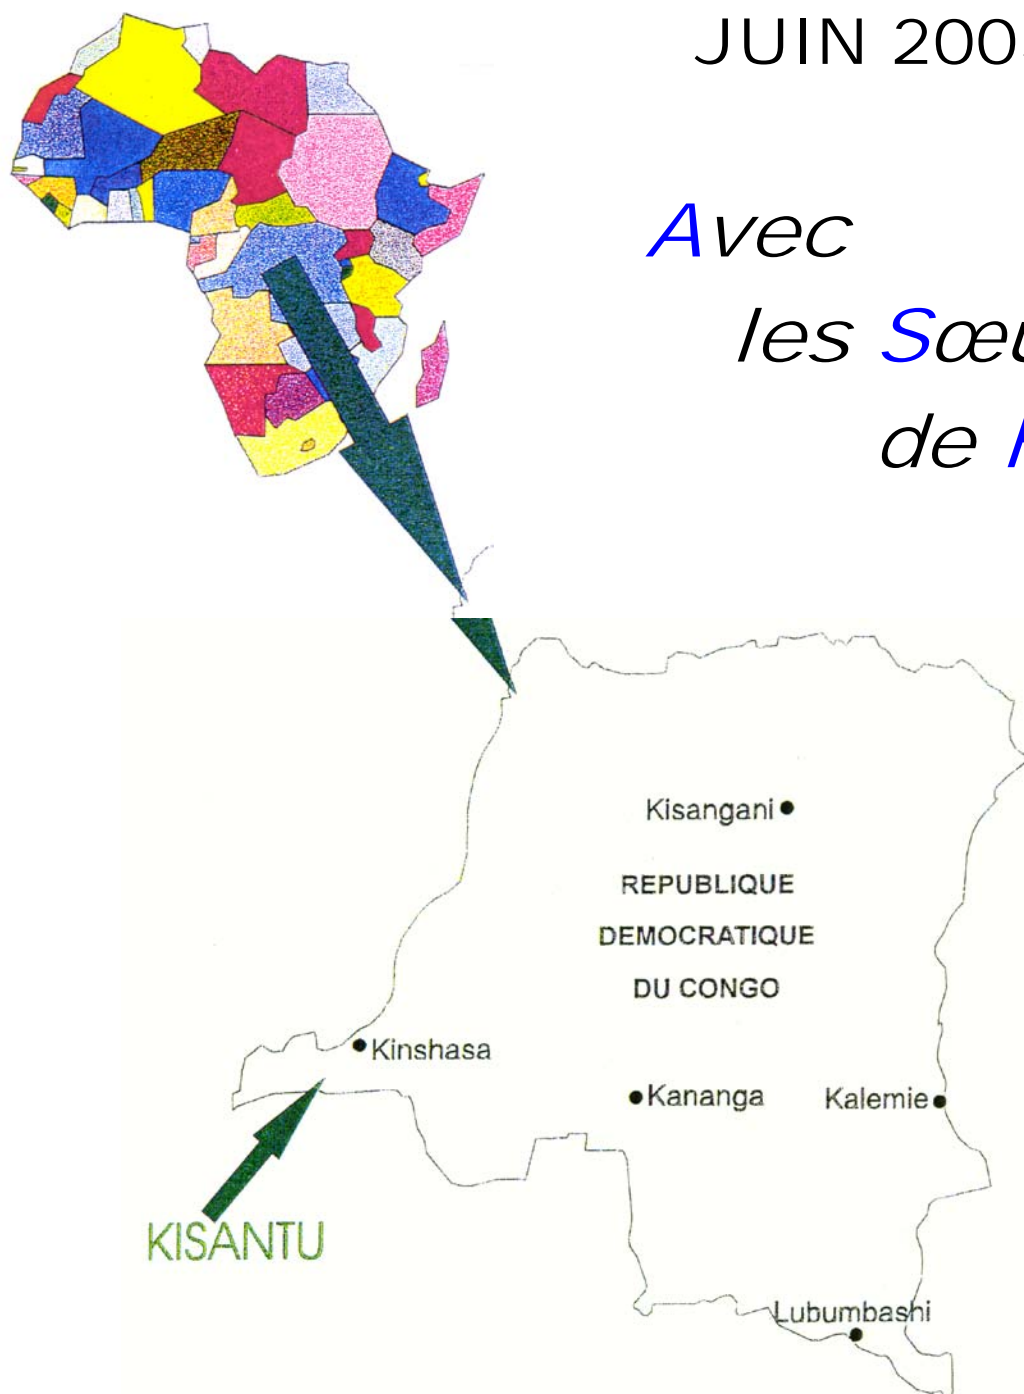 JUIN 200
Avec
les Sœu
de
Kisangani
REPUBLIQUE
DEMOCRATIQUE
DU CONGO
Kinshasa
Kananga
Kalemie
KISANTU
Lubumbashi